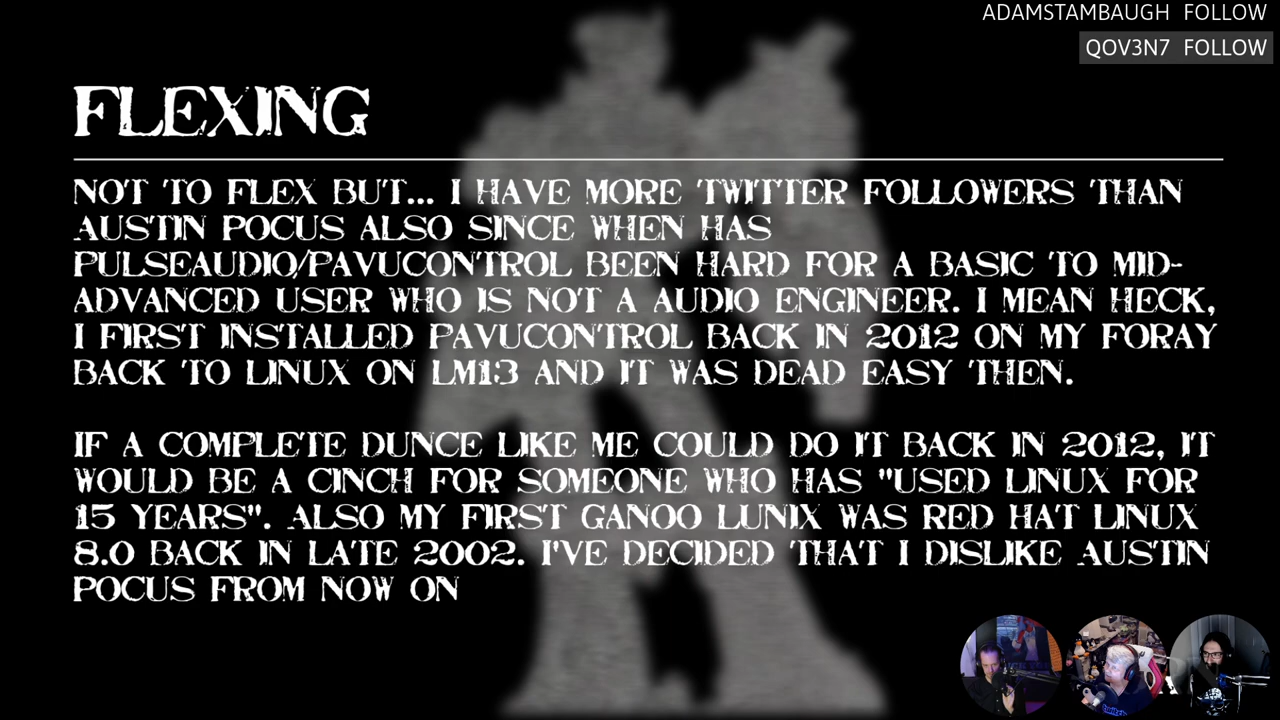 ADAMSTAMBAUGH FOLLOW
QOV3N7 FOLLOW
FLEXING
NOT TO FLEX BUT... I HAVE MORE TWITTER FOLLOWERS THAN
AUSTIN POCUS ALSO SINCE WHEN HAS
PULSEAUDIO/PAVUCONTROL BEEN HARD FOR A BASIC TO MID-
ADVANCED USER WHO IS NOT A AUDIO ENGINEER. I MEAN HECK,
I FIRST INSTALLED PAVUCONTROL BACK IN 2012 ON MY FORAY
BACK TO LINUX ON LM13 AND IT WAS DEAD EASY THEN.
IF A COMPLETE DUNCE LIKE ME COULD DO IT BACK IN 2012, IT
WOULD BE A CINCH FOR SOMEONE WHO HAS "USED LINUX FOR
15 YEARS". ALSO MY FIRST GANOO LUNIX WAS RED HAT LINUX
8.0 BACK IN LATE 2002. I'VE DECIDED THAT I DISLIKE AUSTIN
POCUS FROM NOW ON